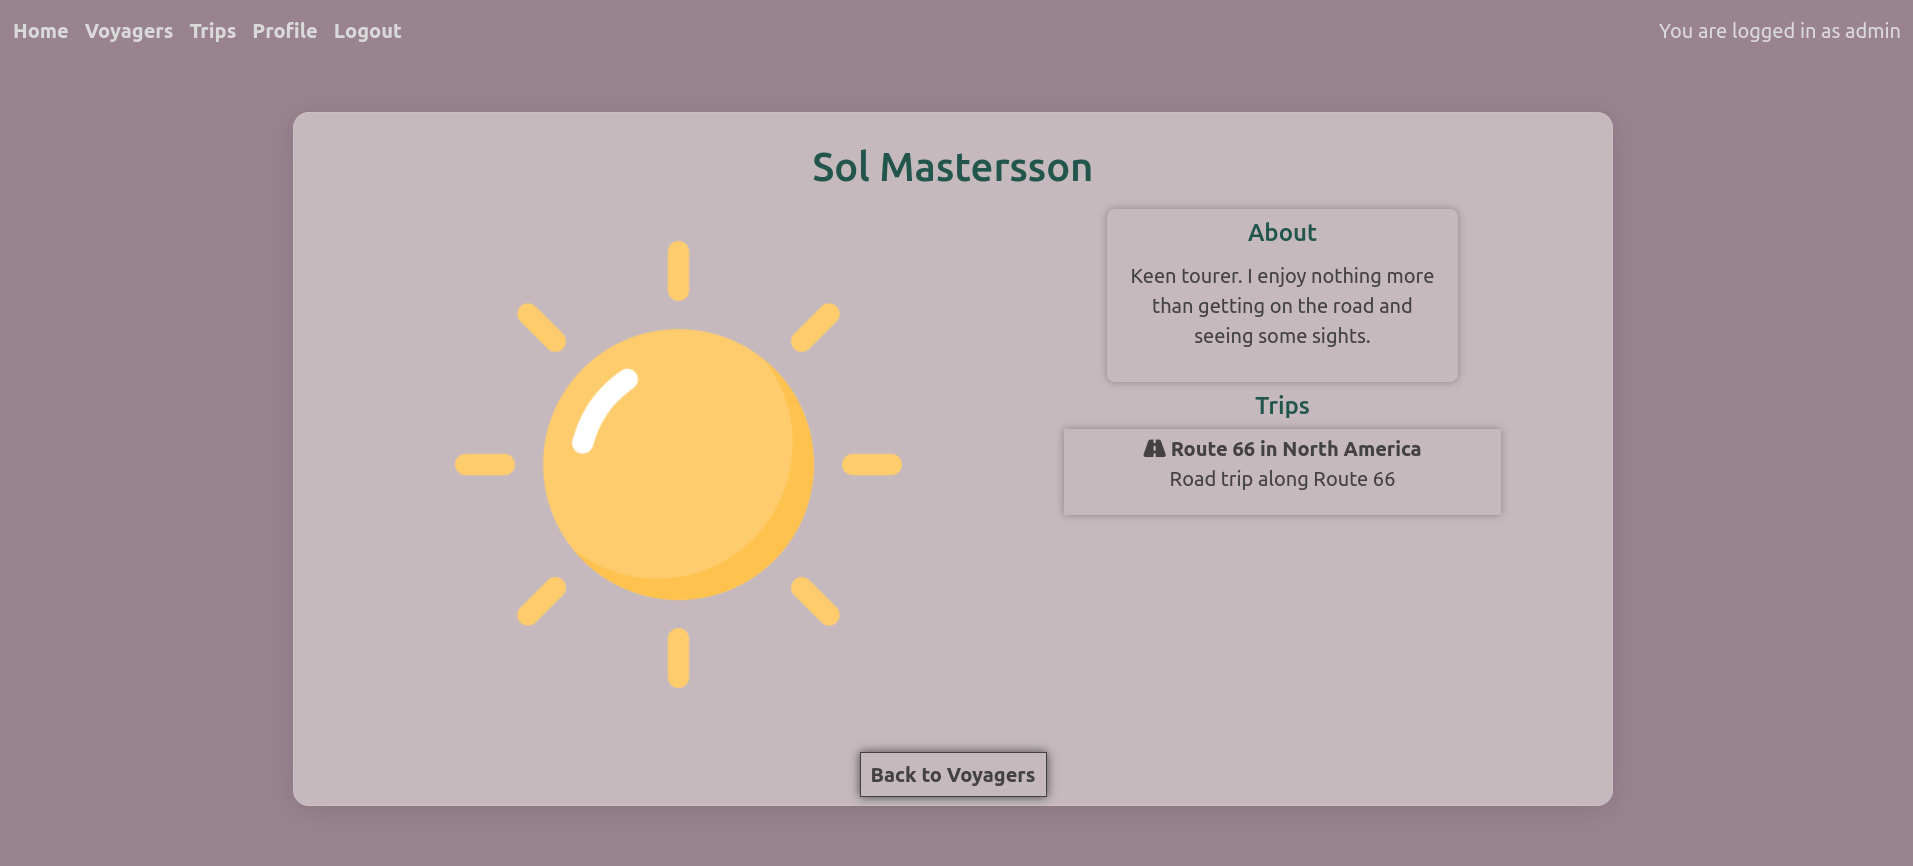 Home Voyagers Trips Profile Logout
You are logged in as admin
Sol Mastersson
About
Keen tourer. I enjoy nothing more
than getting on the road and
seeing some sights.
Trips
Route 66 in North America
Road trip along Route 66
Back to Voyagers